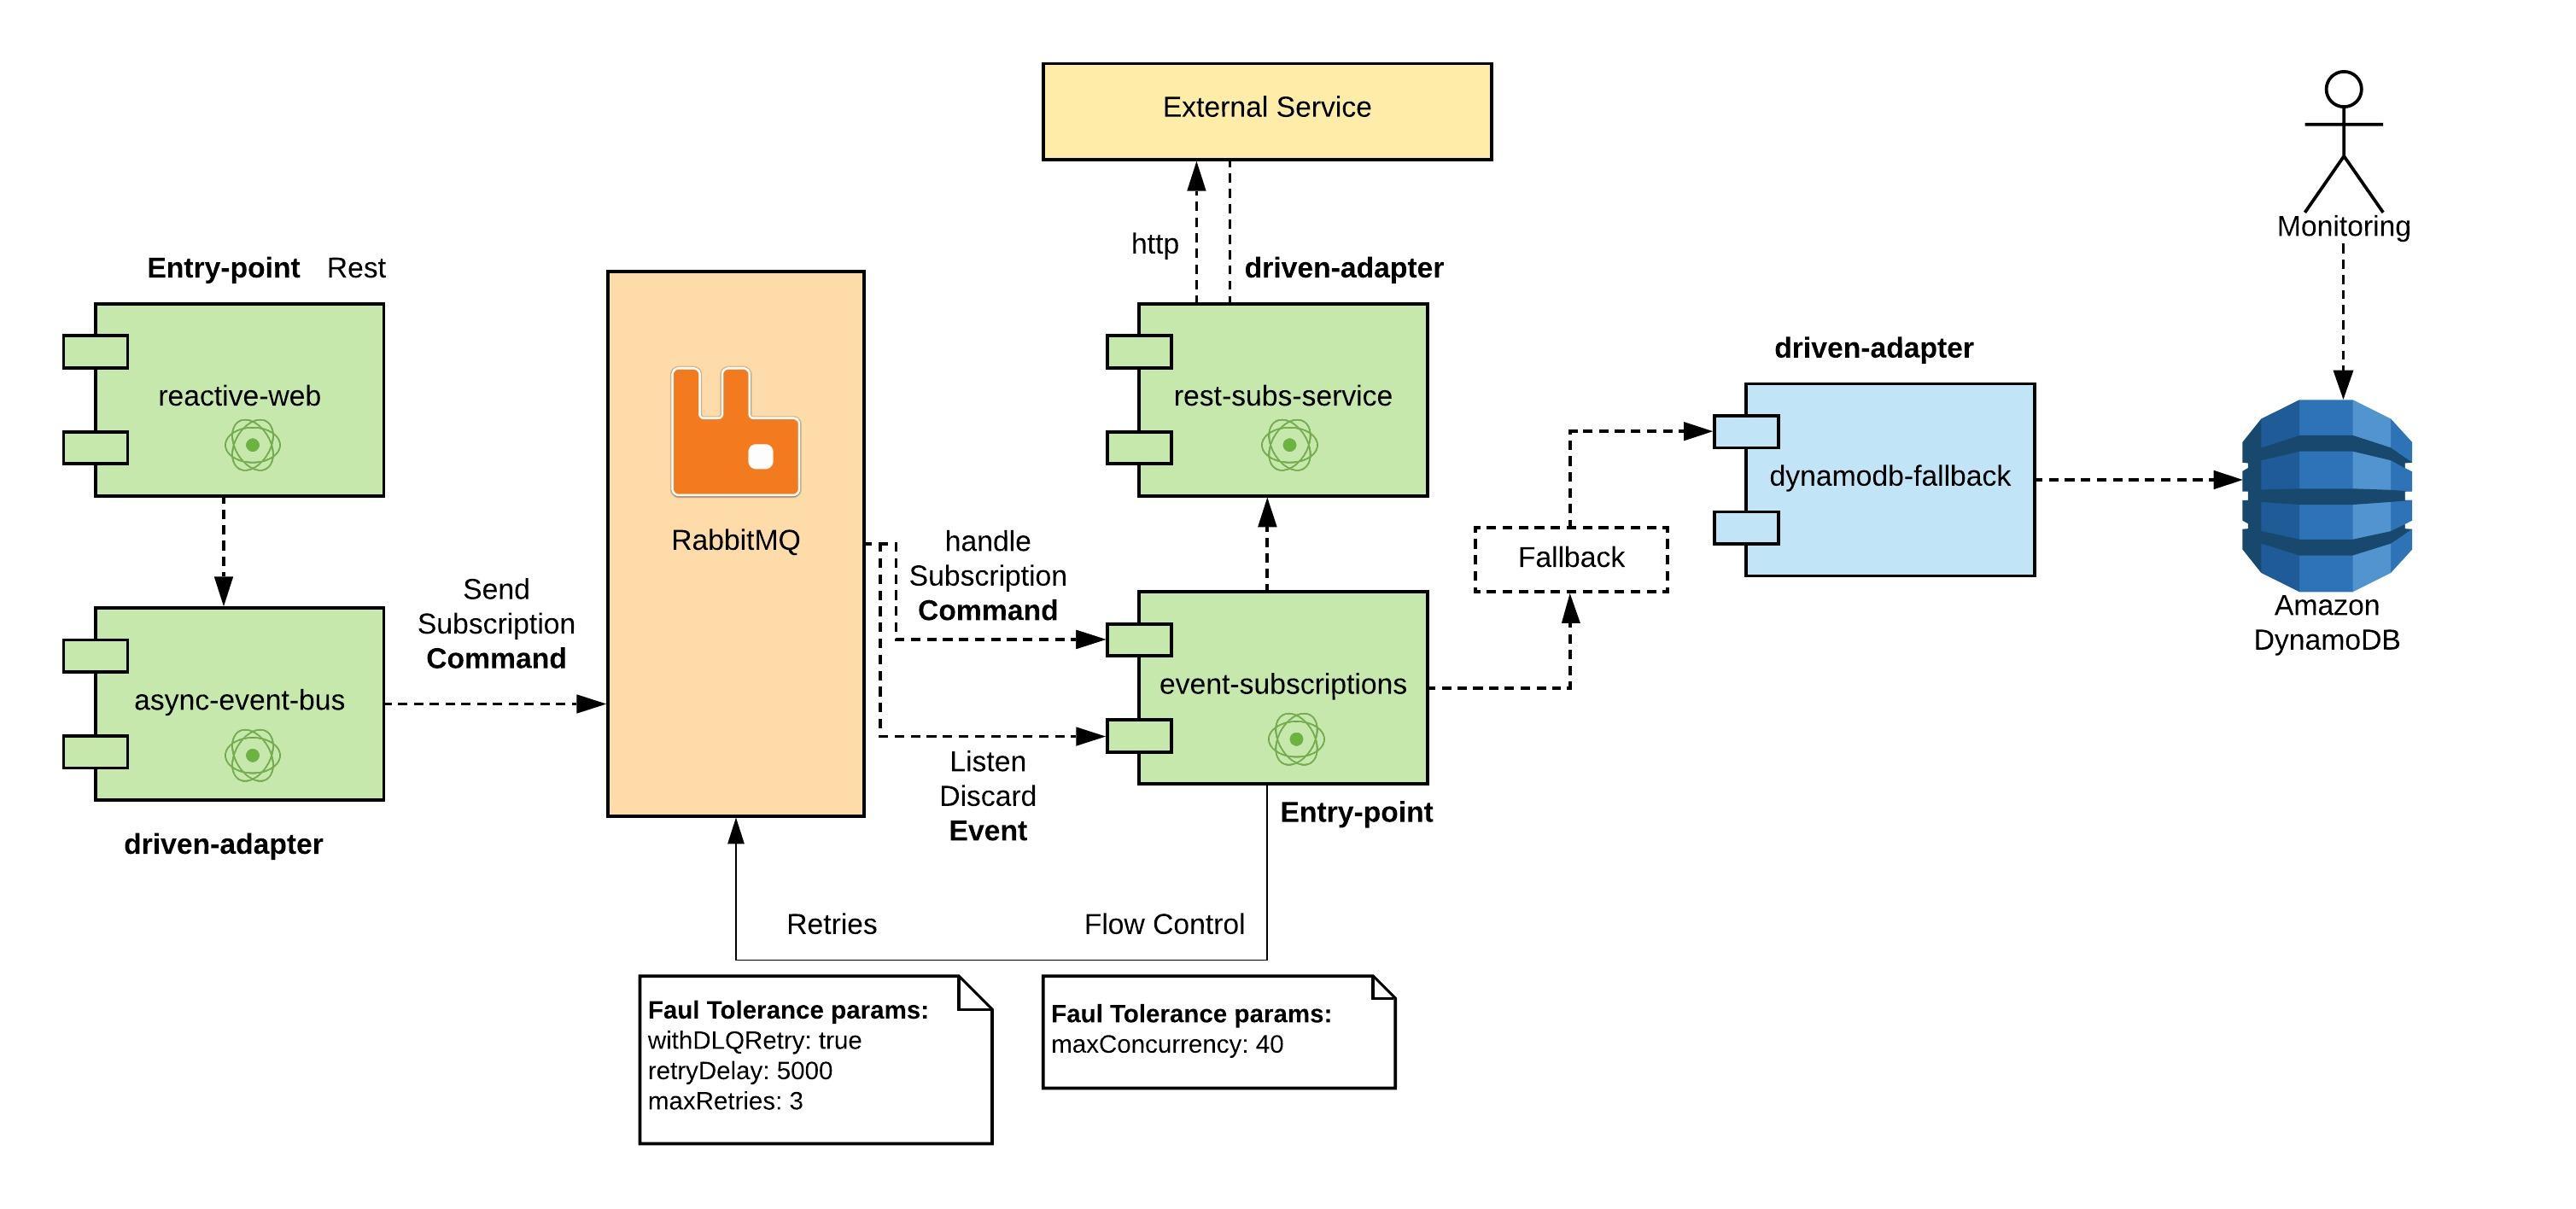 External Service
Monitoring
http
Entry-point Rest
driven-adapter
driven-adapter
reactive-web
rest-subs-service
dynamodb-fallback
RabbitMQ
handle
Subscription
Command
Fallback
Send
Subscription
Command
Amazon
DynamoDB
async-event-bus
event-subscriptions
Listen
Discard
Event
Entry-point
driven-adapter
Retries
Flow Control
Faul Tolerance params:
withDLQRetry: true
retryDelay: 5000
maxRetries: 3
Faul Tolerance params:
maxConcurrency: 40